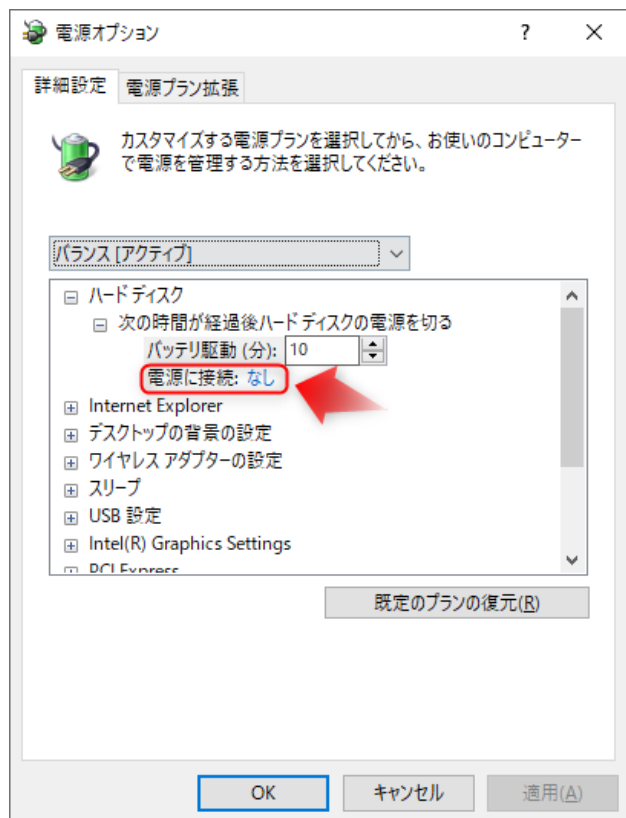 電源オプション
? ×
詳細設定 電源プラン拡張
カスタマイズする電源プランを選択してから、お使いのコンピューター
で電源を管理する方法を選択してください。
バランス [アクティブ]
ハード ディスク
次の時間が経過後ハード ディスクの電源を切る
バッテリ駆動 (分): 10
電源に接続: なし
Internet Explorer
デスクトップの背景の設定
ワイヤレス アダプターの設定
スリープ
USB 設定
Intel(R) Graphics Settings
PCI Express
既定のプランの復元(R)
OK キャンセル 適用(A)